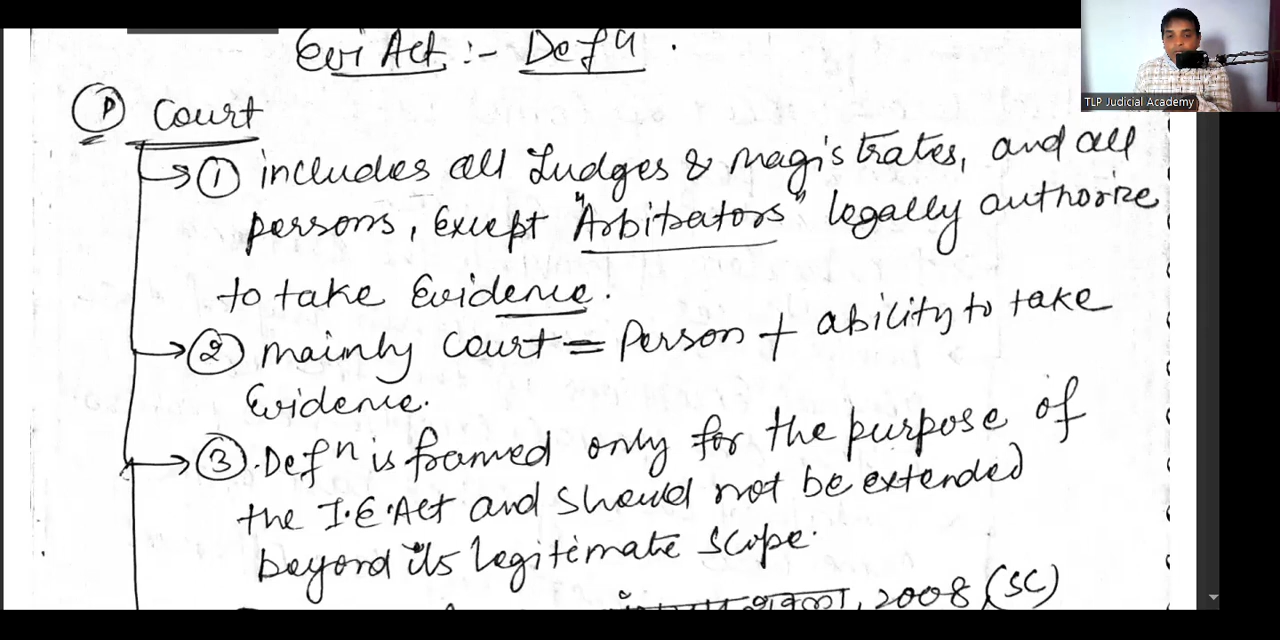 Evi Act :- Defn .
TLP Judicial Academy
① Court
→ ① includes all Judges & Magistrates, and all
persons, except "Arbitrators" legally authorize
to take Evidence.
→ ② mainly Court = Person + ability to take
Evidence.
→ ③ . Defn is framed only for the purpose of
the I.E. Act and should not be extended
beyond its legitimate scope.
2008 (SC)